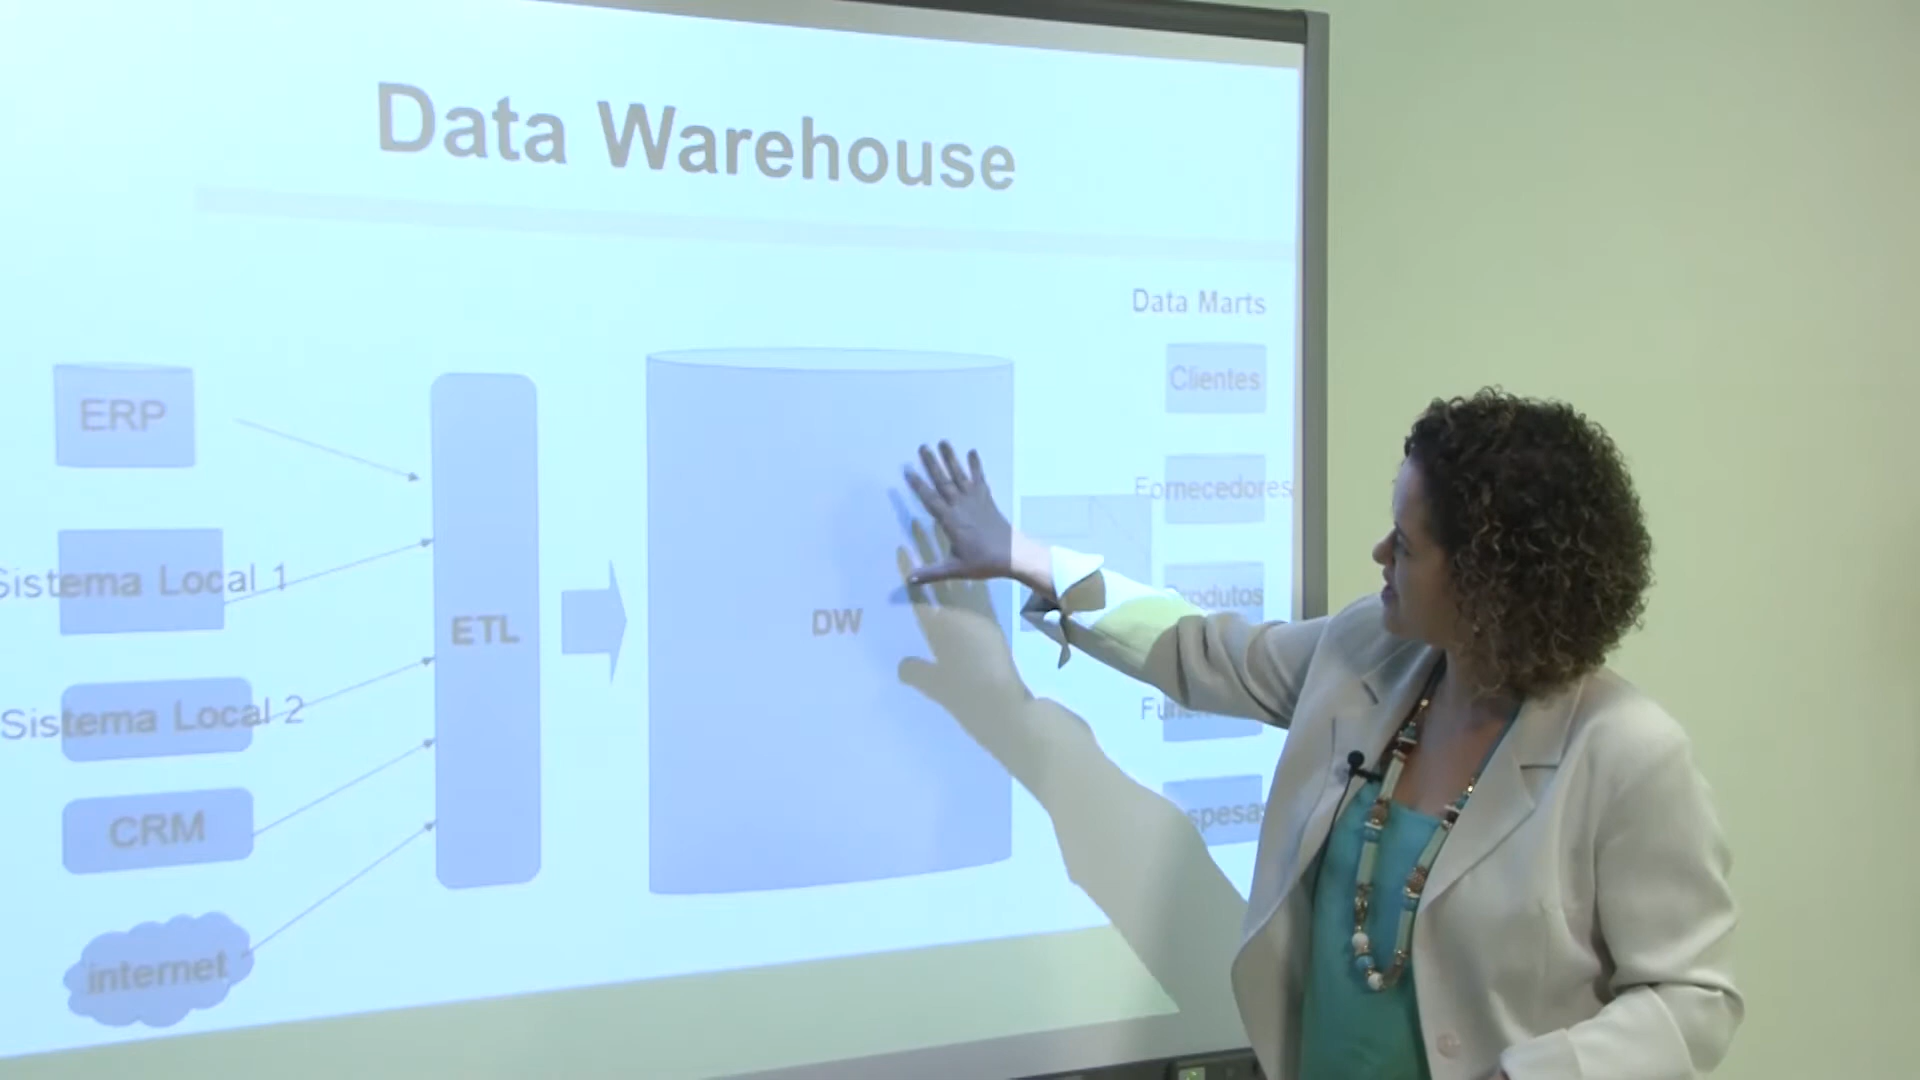 Data Warehouse
Data Marts
ERP
Sistema Local 1
Sistema Local 2
CRM
internet
ETL
DW
Clientes
Fornecedores